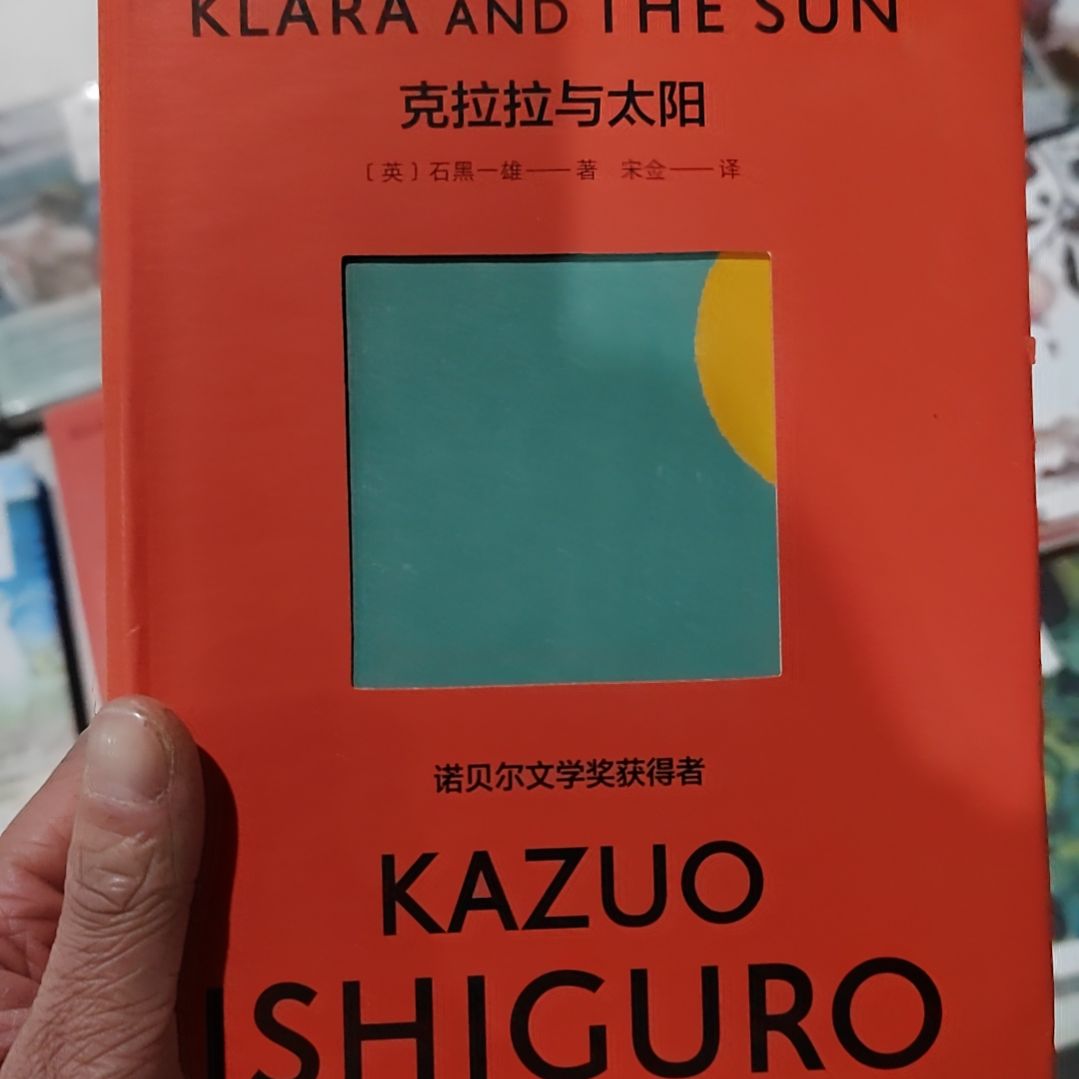 KLARA AND THE SUN
克拉拉与太阳
〔英〕石黑一雄——著 宋佥——译
诺贝尔文学奖获得者
KAZUO
ISHIGURO